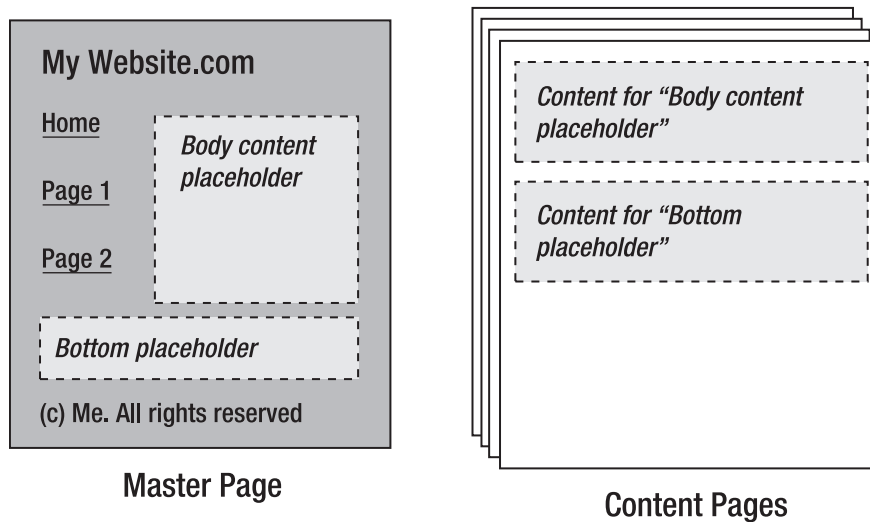 My Website.com
Home
Page 1
Page 2
Body content
placeholder
Bottom placeholder
(c) Me. All rights reserved
Master Page
Content for “Body content
placeholder”
Content for “Bottom
placeholder”
Content Pages